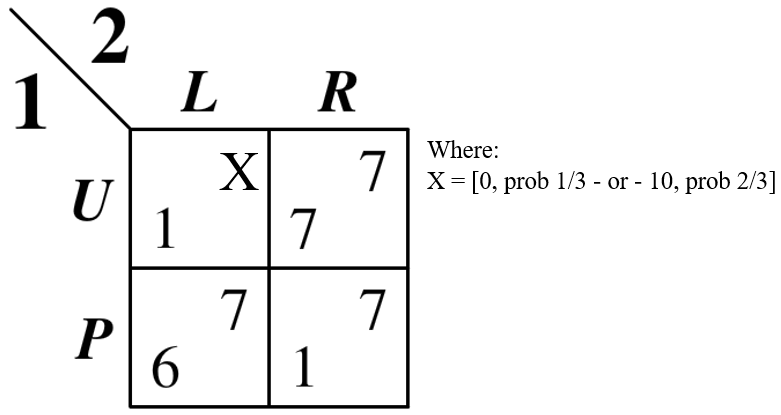 2
1
L R
U
X 7
1 7
Where:
X = [0, prob 1/3 - or - 10, prob 2/3]
P
7 7
6 1